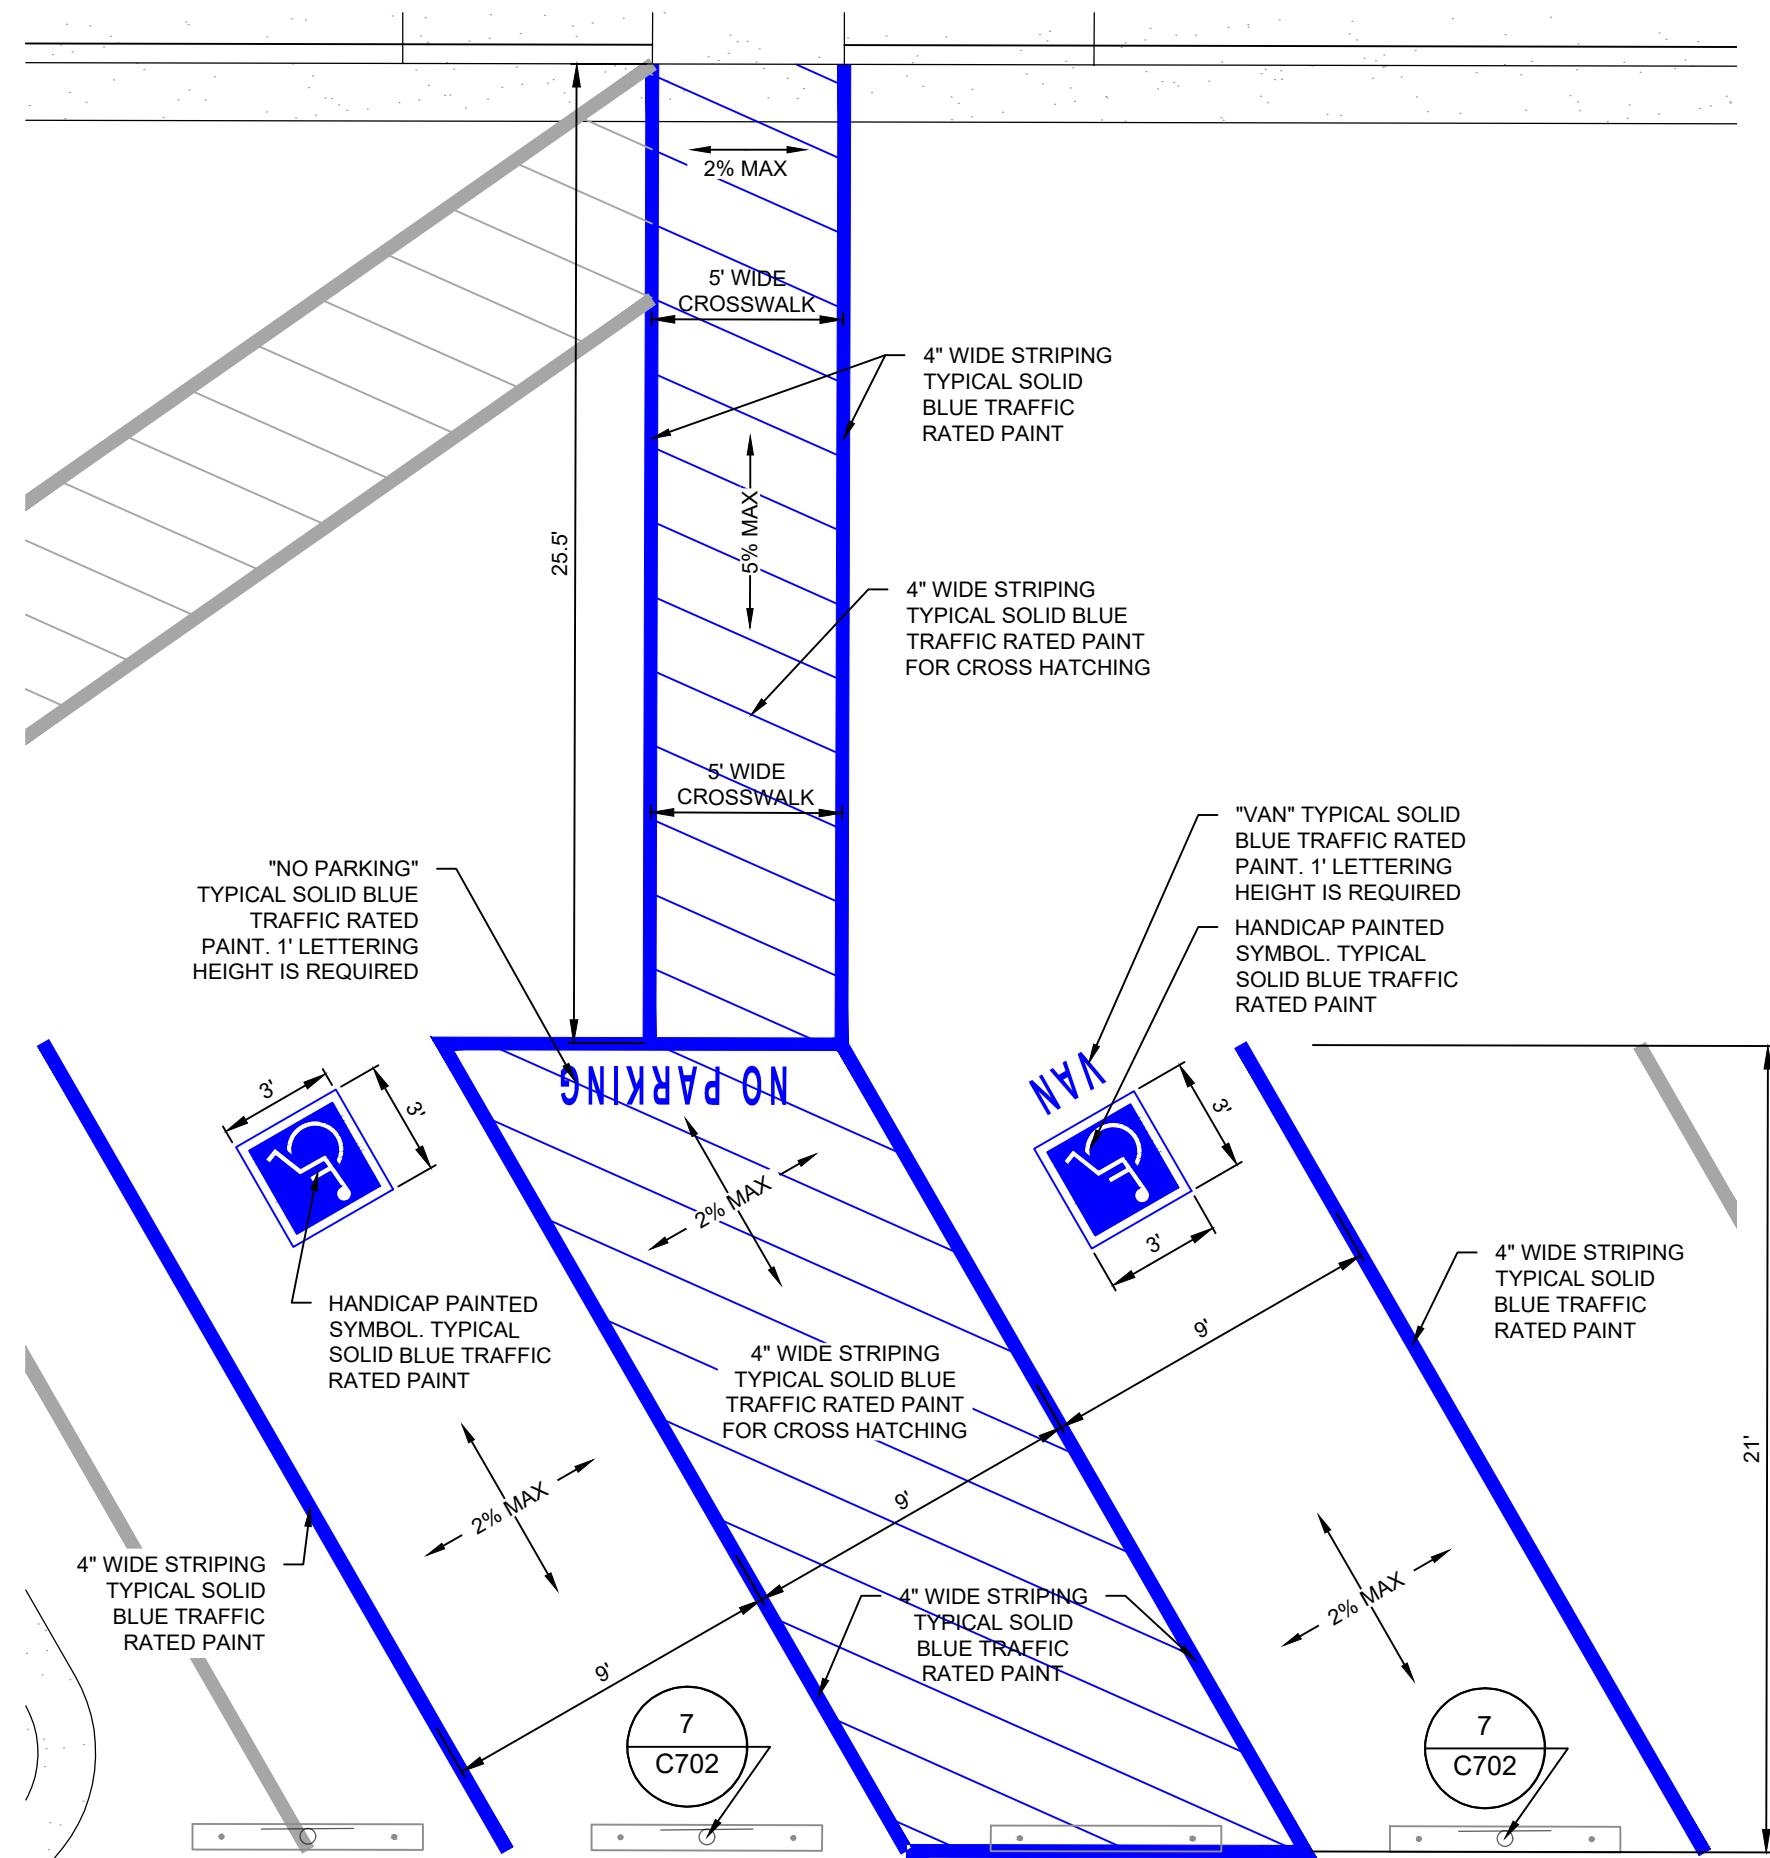 2% MAX
5' WIDE
CROSSWALK
4" WIDE STRIPING
TYPICAL SOLID
BLUE TRAFFIC
RATED PAINT
5% MAX
25.5'
4" WIDE STRIPING
TYPICAL SOLID BLUE
TRAFFIC RATED PAINT
FOR CROSS HATCHING
5' WIDE
CROSSWALK
"NO PARKING"
TYPICAL SOLID BLUE
TRAFFIC RATED
PAINT. 1' LETTERING
HEIGHT IS REQUIRED
"VAN" TYPICAL SOLID
BLUE TRAFFIC RATED
PAINT. 1' LETTERING
HEIGHT IS REQUIRED
HANDICAP PAINTED
SYMBOL. TYPICAL
SOLID BLUE TRAFFIC
RATED PAINT
3'
3'
NO PARKING
VAN
3'
3'
2% MAX
HANDICAP PAINTED
SYMBOL. TYPICAL
SOLID BLUE TRAFFIC
RATED PAINT
4" WIDE STRIPING
TYPICAL SOLID BLUE
TRAFFIC RATED PAINT
FOR CROSS HATCHING
4" WIDE STRIPING
TYPICAL SOLID
BLUE TRAFFIC
RATED PAINT
9'
21'
9'
2% MAX
4" WIDE STRIPING
TYPICAL SOLID
BLUE TRAFFIC
RATED PAINT
4" WIDE STRIPING
TYPICAL SOLID
BLUE TRAFFIC
RATED PAINT
2% MAX
9'
7
C702
7
C702